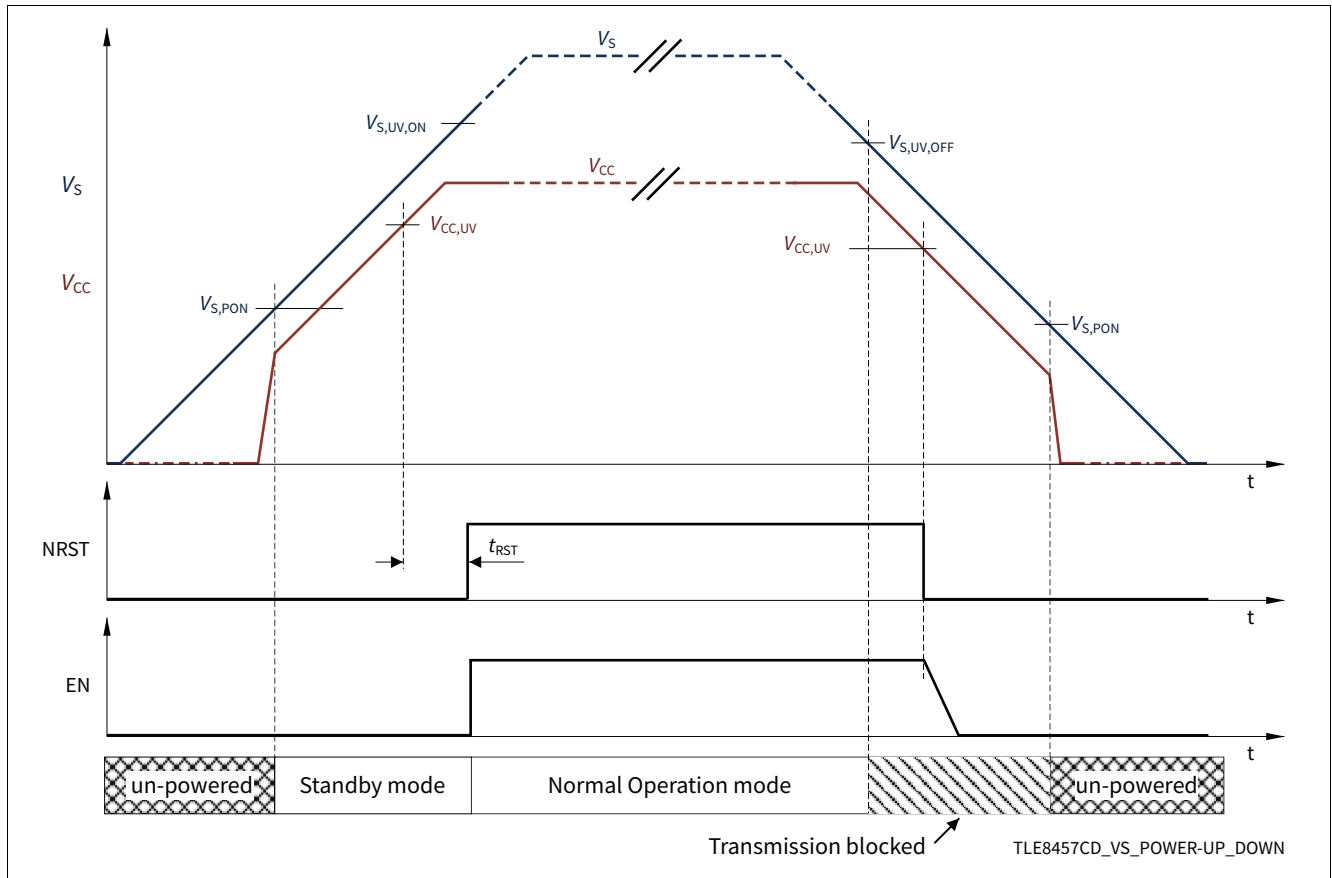 VS
VS,UV,ON
VS,UV,OFF
VS
VCC
VCC,UV
VCC,UV
VCC
VS,PON
VS,PON
t
NRST
tRST
t
EN
t
un-powered
Standby mode
Normal Operation mode
un-powered
Transmission blocked
TLE8457CD_VS_POWER-UP_DOWN